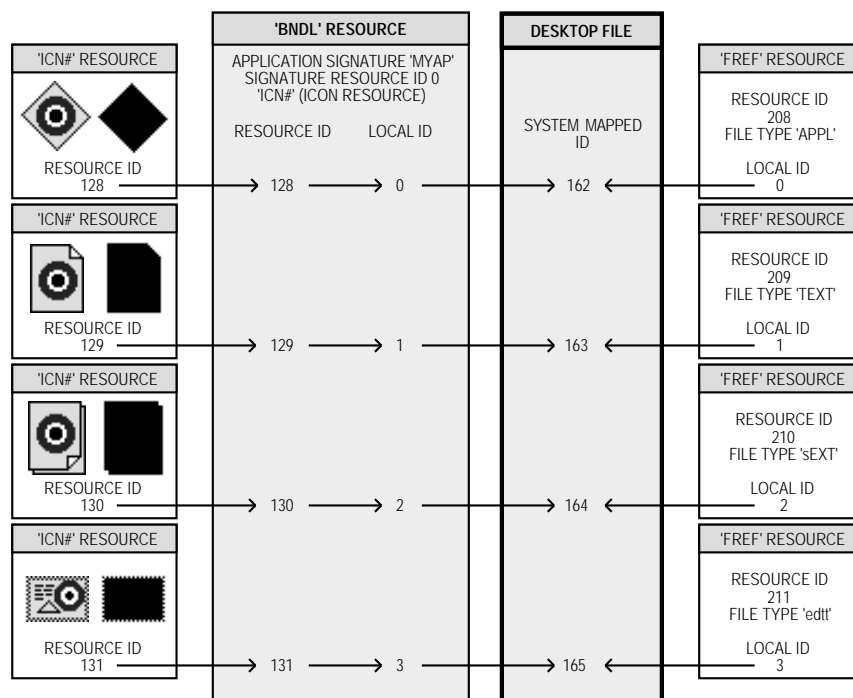 'BNDL' RESOURCE
DESKTOP FILE
APPLICATION SIGNATURE 'MYAP'
SIGNATURE RESOURCE ID 0
'ICN#' (ICON RESOURCE)
RESOURCE ID
LOCAL ID
SYSTEM MAPPED
ID
'ICN#' RESOURCE
RESOURCE ID
128
128
0
162
'FREF' RESOURCE
RESOURCE ID
208
FILE TYPE 'APPL'
LOCAL ID
0
'ICN#' RESOURCE
RESOURCE ID
129
129
1
163
'FREF' RESOURCE
RESOURCE ID
209
FILE TYPE 'TEXT'
LOCAL ID
1
'ICN#' RESOURCE
RESOURCE ID
130
130
2
164
'FREF' RESOURCE
RESOURCE ID
210
FILE TYPE 'sEXT'
LOCAL ID
2
'ICN#' RESOURCE
RESOURCE ID
131
131
3
165
'FREF' RESOURCE
RESOURCE ID
211
FILE TYPE 'edtt'
LOCAL ID
3